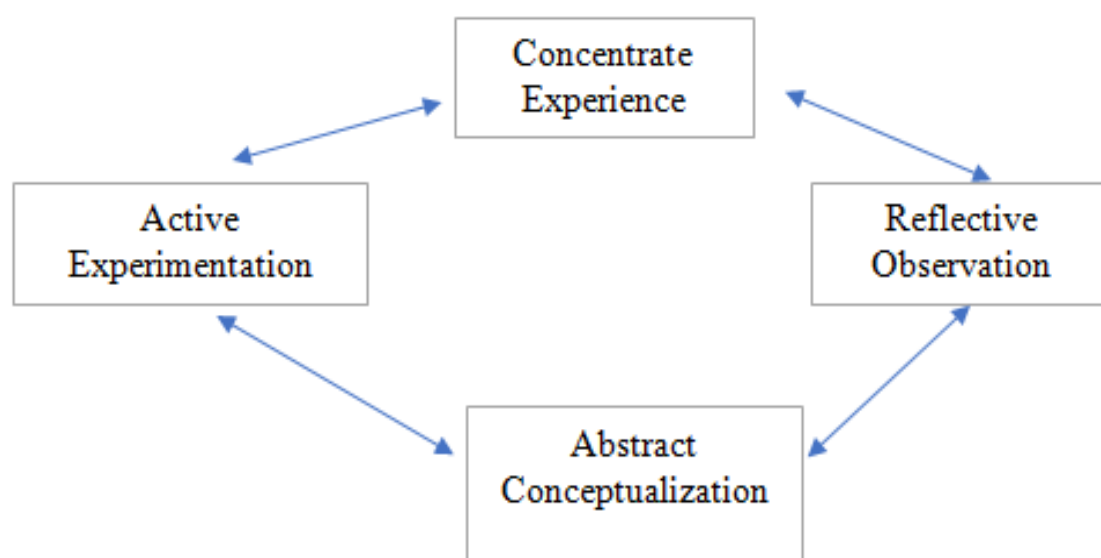 Concentrate
Experience
Active
Experimentation
Reflective
Observation
Abstract
Conceptualization